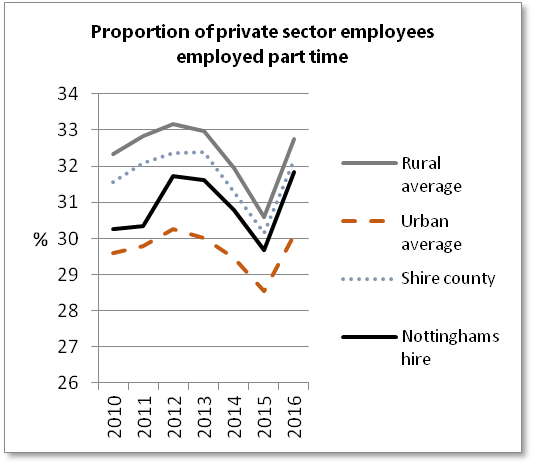 Proportion of private sector employees
employed part time
34
33
32
31
30
29
28
27
26
%
2010
2011
2012
2013
2014
2015
2016
Rural
average
Urban
average
Shire county
Nottinghams
hire